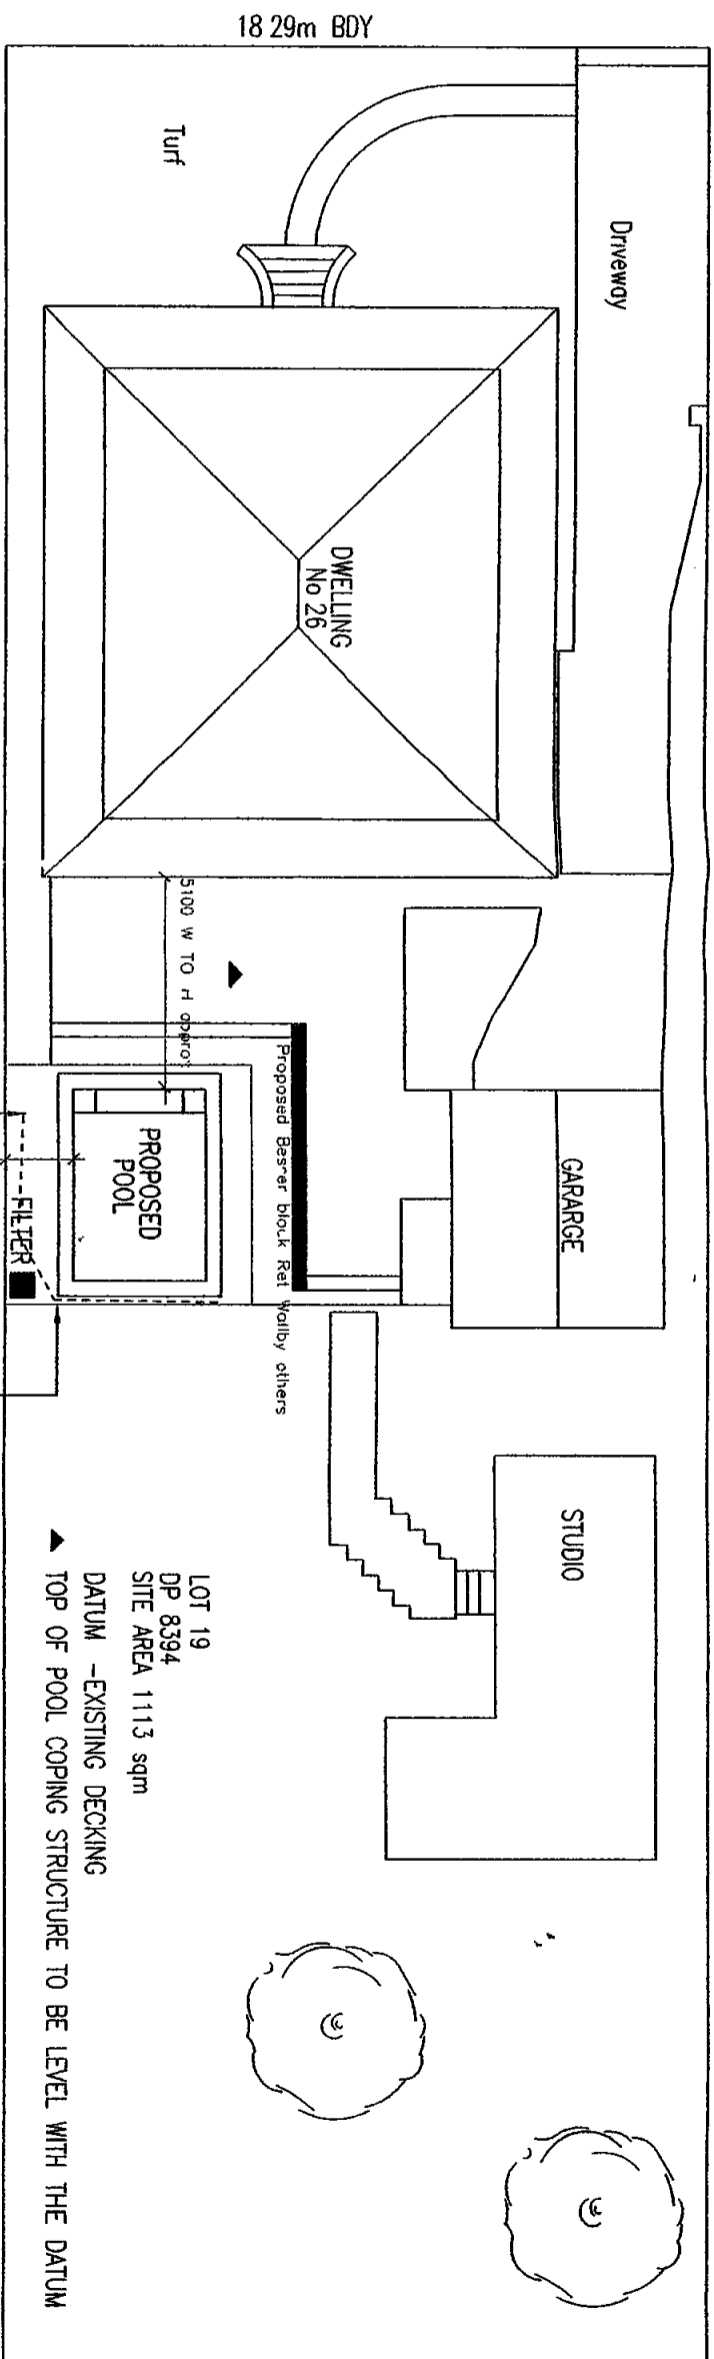 18 29m BDY
Turf
Driveway
DWELLING
No 26
5100 W TO H approx
Proposed Besrer block Ret Wallby others
PROPOSED
POOL
FILTER
GARARGE
STUDIO
LOT 19
DP 8394
SITE AREA 1113 sqm
DATUM -EXISTING DECKING
TOP OF POOL COPING STRUCTURE TO BE LEVEL WITH THE DATUM